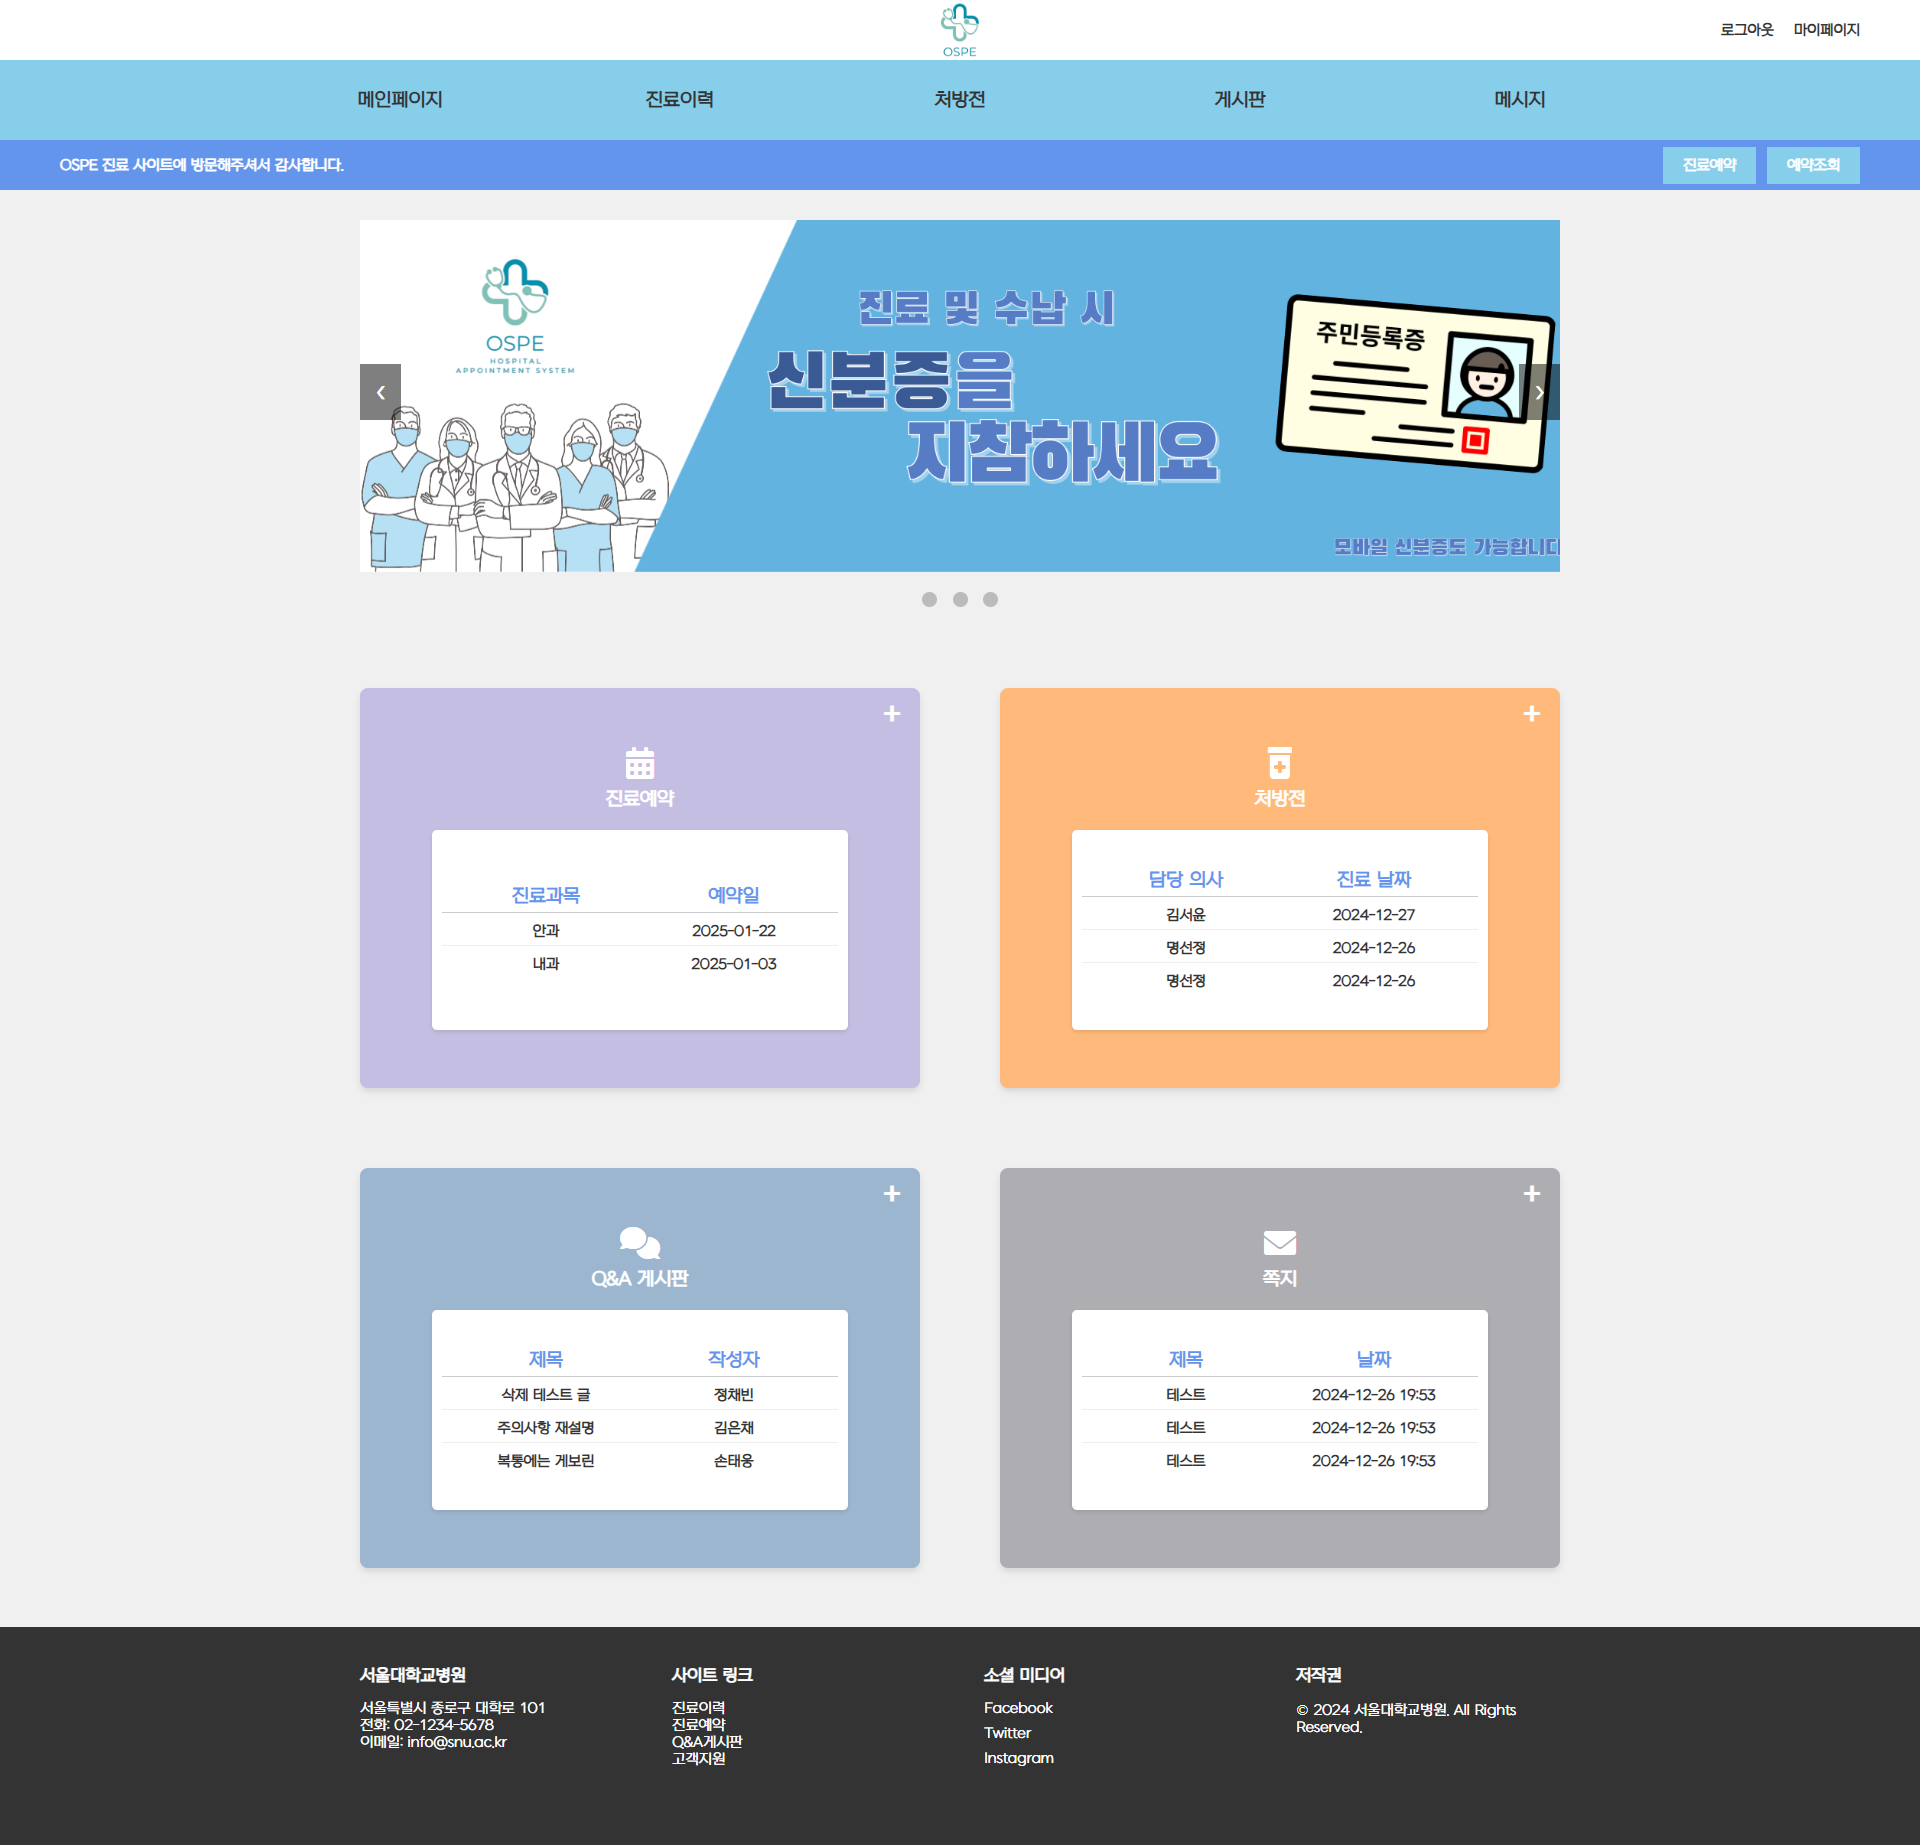 OSPE
로그아웃 마이페이지
메인페이지 진료이력 처방전 게시판 메시지
OSPE 진료 사이트에 방문해주셔서 감사합니다.
진료예약 예약조회
OSPE
HOSPITAL
APPOINTMENT SYSTEM
진료 및 수납 시
신분증을
지참하세요
주민등록증
모바일 신분증도 가능합니다
❮ ❯
+
진료예약
진료과목 예약일
안과 2025-01-22
내과 2025-01-03
+
처방전
담당 의사 진료 날짜
김서윤 2024-12-27
명선정 2024-12-26
명선정 2024-12-26
+
Q&A 게시판
제목 작성자
삭제 테스트 글 정채빈
주의사항 재설명 김은채
복통에는 게보린 손태웅
+
쪽지
제목 날짜
테스트 2024-12-26 19:53
테스트 2024-12-26 19:53
테스트 2024-12-26 19:53
서울대학교병원
서울특별시 종로구 대학로 101
전화: 02-1234-5678
이메일: info@snu.ac.kr
사이트 링크
진료이력
진료예약
Q&A게시판
고객지원
소셜 미디어
Facebook
Twitter
Instagram
저작권
© 2024 서울대학교병원. All Rights
Reserved.